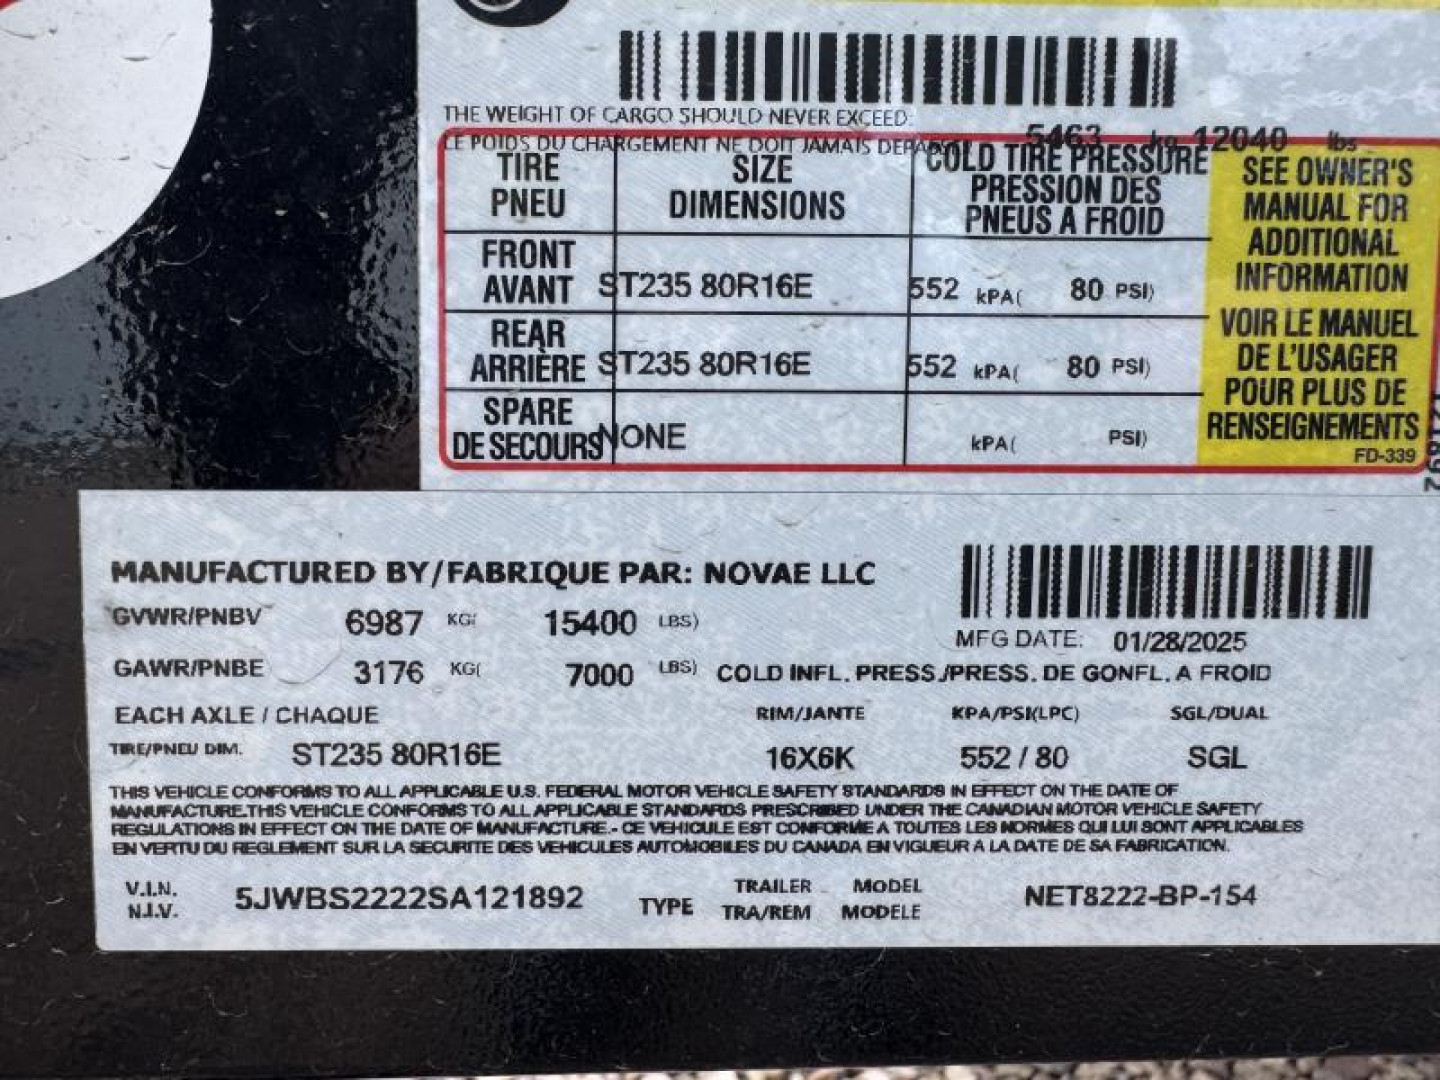 THE WEIGHT OF CARGO SHOULD NEVER EXCEED:
LE POIDS DU CHARGEMENT NE DOIT JAMAIS 5463 kg 12040 lbs
TIRE PNEU SIZE DIMENSIONS COLD TIRE PRESSURE PRESSION DES PNEUS A FROID
FRONT AVANT ST235 80R16E 552 kPA( 80 PSI)
REAR ARRIÈRE ST235 80R16E 552 kPA( 80 PSI)
SPARE DE SECOURS NONE kPA( PSI)
SEE OWNER'S
MANUAL FOR
ADDITIONAL
INFORMATION
VOIR LE MANUEL
DE L'USAGER
POUR PLUS DE
RENSEIGNEMENTS
FD-339
121892
MANUFACTURED BY/FABRIQUE PAR: NOVAE LLC
GVWR/PNBV 6987 KG( 15400 LBS)
MFG DATE: 01/28/2025
GAWR/PNBE 3176 KG( 7000 LBS) COLD INFL. PRESS./PRESS. DE GONFL. A FROID
EACH AXLE / CHAQUE RIM/JANTE KPA/PSI(LPC) SGL/DUAL
TIRE/PNEU DIM. ST235 80R16E 16X6K 552 / 80 SGL
THIS VEHICLE CONFORMS TO ALL APPLICABLE U.S. FEDERAL MOTOR VEHICLE SAFETY STANDARDS IN EFFECT ON THE DATE OF
MANUFACTURE.THIS VEHICLE CONFORMS TO ALL APPLICABLE STANDARDS PRESCRIBED UNDER THE CANADIAN MOTOR VEHICLE SAFETY
REGULATIONS IN EFFECT ON THE DATE OF MANUFACTURE.- CE VEHICULE EST CONFORME A TOUTES LES NORMES QUI LUI SONT APPLICABLES
EN VERTU DU REGLEMENT SUR LA SECURITE DES VEHICULES AUTOMOBILES DU CANADA EN VIGUEUR A LA DATE DE SA FABRICATION.
V.I.N. N.I.V. 5JWBS2222SA121892 TYPE TRAILER TRA/REM MODEL MODELE NET8222-BP-154